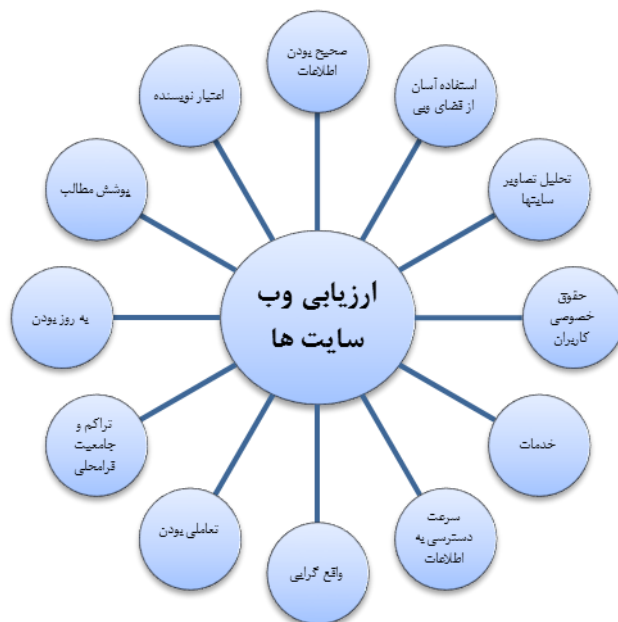 صحیح بودن
اطلاعات
استفاده آسان
از فضای وبی
تحلیل تصاویر
سایتها
حقوق
خصوصی
کاربران
خدمات
سرعت
دسترسی به
اطلاعات
واقع گرایی
تعاملی بودن
تراکم و
جامعیت
فرامحلی
به روز بودن
پوشش مطالب
اعتبار نویسنده
ارزیابی وب
سایت ها